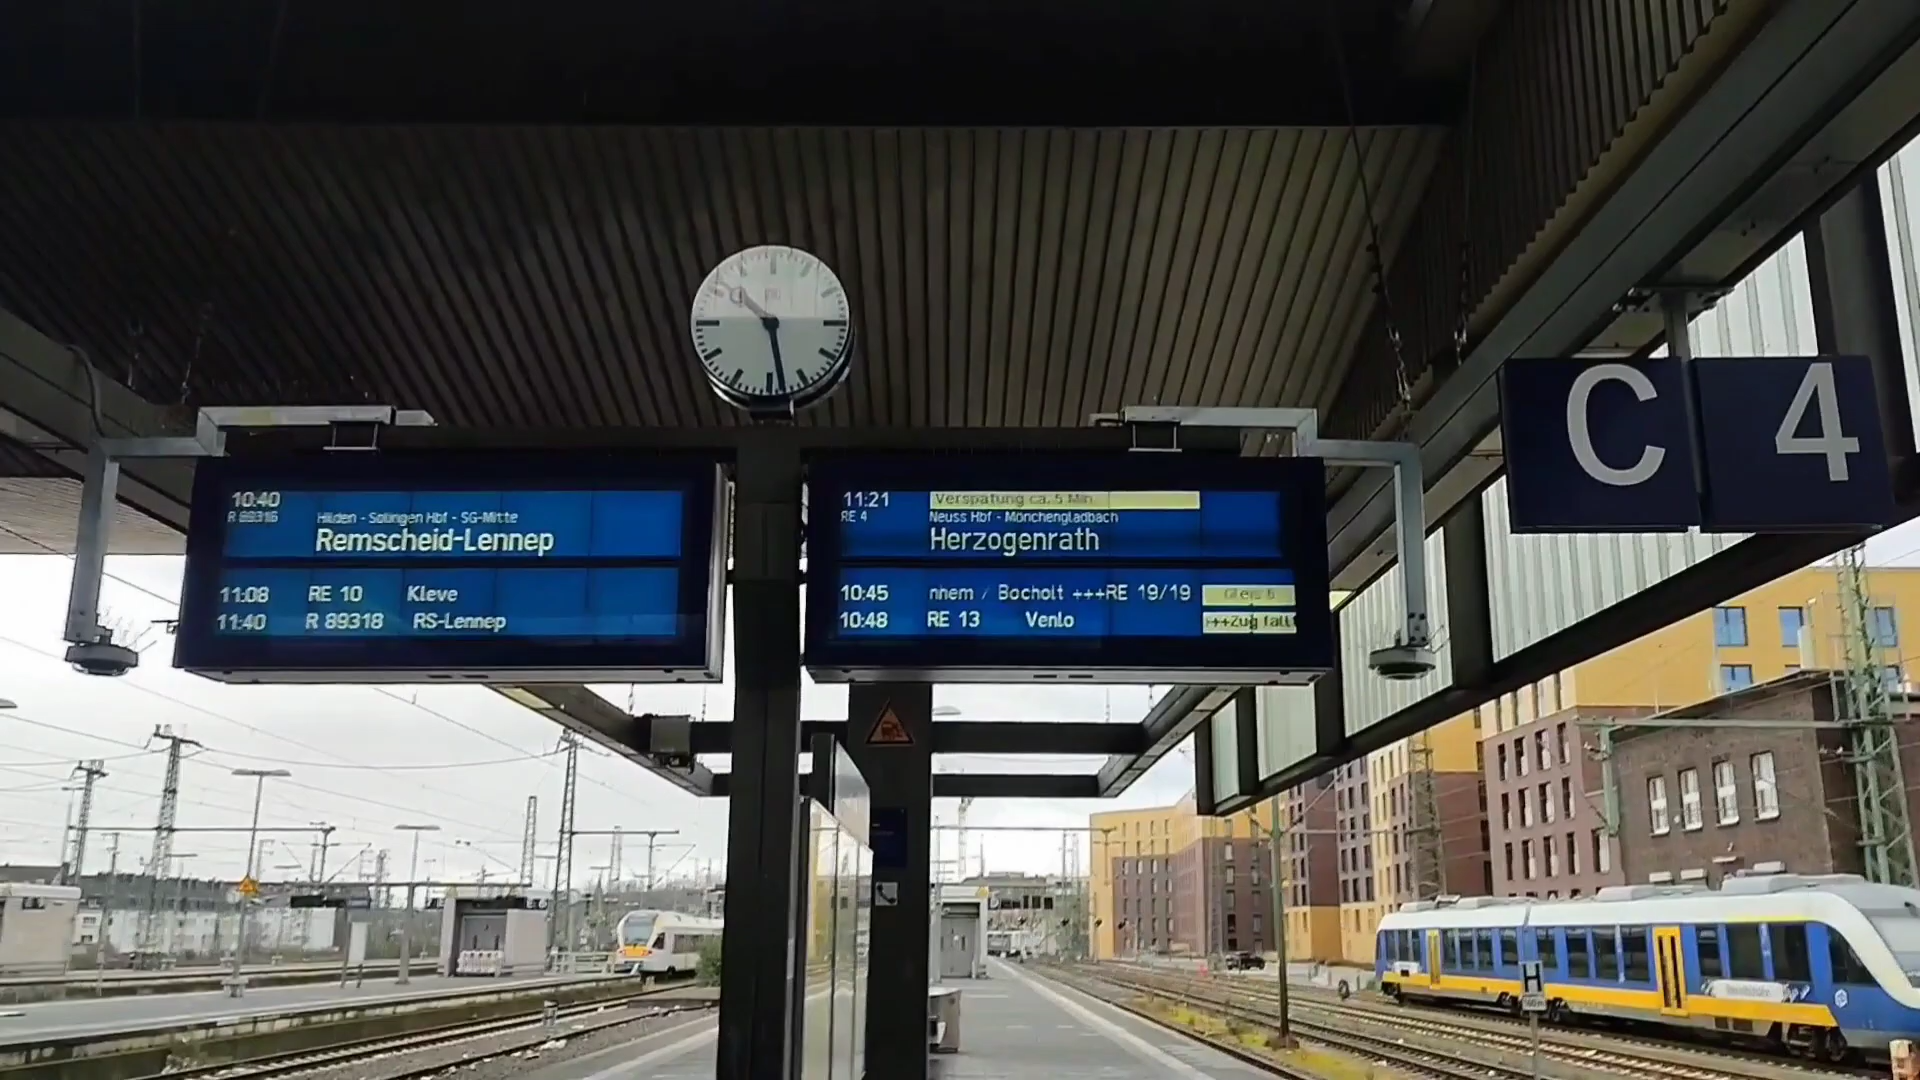 10:40
R 89316
Hilden - Solingen Hbf - SG-Mitte
Remscheid-Lennep
11:08 RE 10 Kleve
11:40 R 89318 RS-Lennep
11:21 Verspätung ca. 5 Min.
RE 4 Neuss Hbf - Mönchengladbach
Herzogenrath
10:45 nhem / Bocholt +++RE 19/19 Gleis
10:48 RE 13 Venlo ++Zug fällt
C 4
H